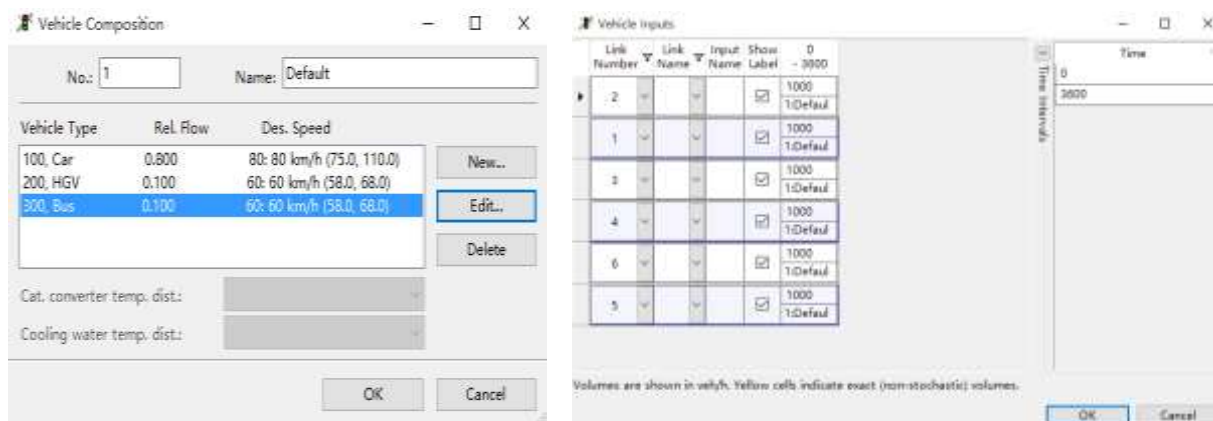 Vehicle Composition
No.: 1 Name: Default
Vehicle Type Rel. Flow Des. Speed
100, Car 0.800 80: 80 km/h (75.0, 110.0)
200, HGV 0.100 60: 60 km/h (58.0, 68.0)
300, Bus 0.100 60: 60 km/h (58.0, 68.0)
New...
Edit...
Delete
Cat. converter temp. dist.:
Cooling water temp. dist.:
OK Cancel
Vehicle Inputs
Link Number Link Name Input Name Show Label 0 - 3600
2 1000
1:Defaul
1 1000
1:Defaul
3 1000
1:Defaul
4 1000
1:Defaul
6 1000
1:Defaul
5 1000
1:Defaul
Time Intervals
Time
0
3600
Volumes are shown in veh/h. Yellow cells indicate exact (non-stochastic) volumes.
OK Cancel